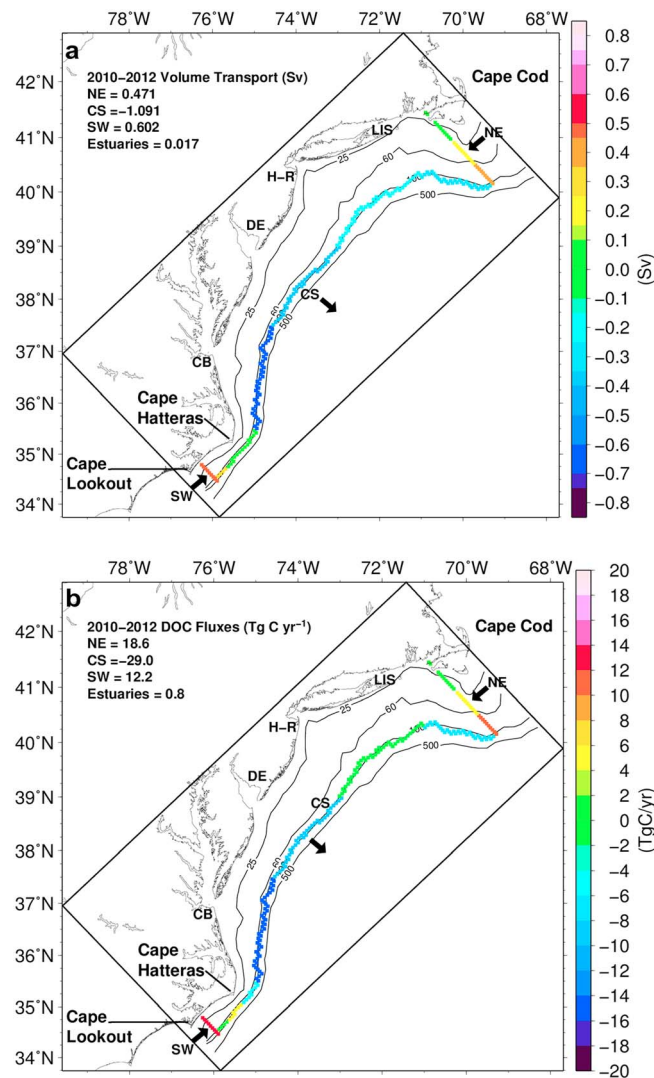 78°W 76°W 74°W 72°W 70°W 68°W
a
2010−2012 Volume Transport (Sv)
NE = 0.471
CS =−1.091
SW = 0.602
Estuaries = 0.017
Cape Cod
42°N
41°N
40°N
39°N
38°N
37°N
36°N
35°N
34°N
LIS
NE
25
60
H−R
100
500
DE
CS
25
60
500
CB
Cape
Hatteras
Cape
Lookout
SW
0.8
0.7
0.6
0.5
0.4
0.3
0.2
0.1
0.0
−0.1
−0.2
−0.3
−0.4
−0.5
−0.6
−0.7
−0.8
(Sv)
78°W 76°W 74°W 72°W 70°W 68°W
b
2010−2012 DOC Fluxes (Tg C yr⁻¹)
NE = 18.6
CS=−29.0
SW = 12.2
Estuaries = 0.8
Cape Cod
42°N
41°N
40°N
39°N
38°N
37°N
36°N
35°N
34°N
LIS
NE
25
60
H−R
100
500
DE
CS
25
60
500
CB
Cape
Hatteras
Cape
Lookout
SW
20
18
16
14
12
10
8
6
4
2
0
−2
−4
−6
−8
−10
−12
−14
−16
−18
−20
(TgC/yr)